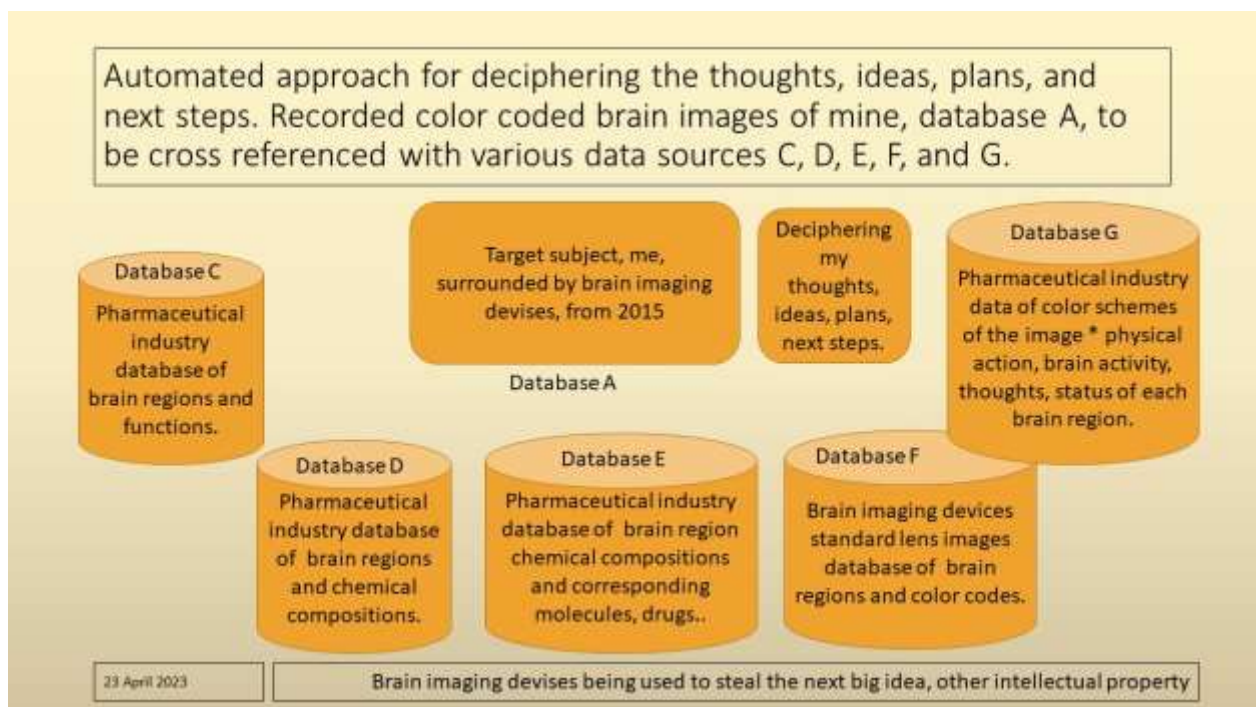 Automated approach for deciphering the thoughts, ideas, plans, and
next steps. Recorded color coded brain images of mine, database A, to
be cross referenced with various data sources C, D, E, F, and G.
Database C
Pharmaceutical
industry
database of
brain regions and
functions.
Target subject, me,
surrounded by brain imaging
devises, from 2015
Database A
Deciphering
my
thoughts,
ideas, plans,
next steps.
Database G
Pharmaceutical industry
data of color schemes
of the image * physical
action, brain activity,
thoughts, status of each
brain region.
Database D
Pharmaceutical
industry database
of brain regions
and chemical
compositions.
Database E
Pharmaceutical industry
database of brain region
chemical compositions
and corresponding
molecules, drugs..
Database F
Brain imaging devices
standard lens images
database of brain
regions and color codes.
23 April 2023
Brain imaging devises being used to steal the next big idea, other intellectual property